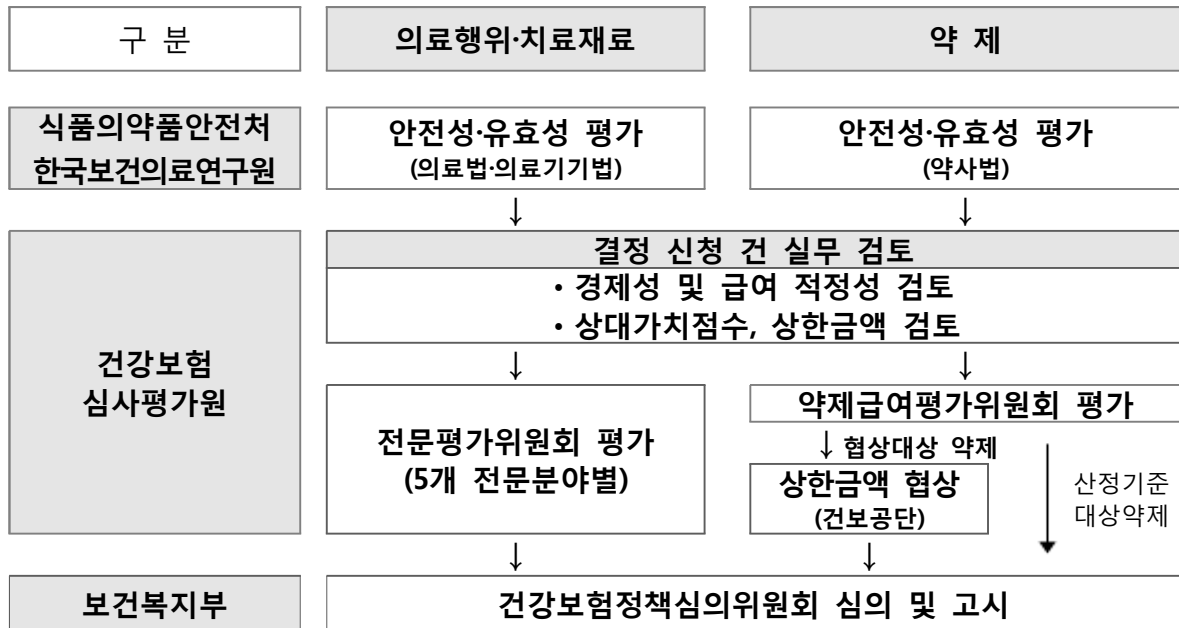 구 분
의료행위·치료재료
약 제
식품의약품안전처
한국보건의료연구원
안전성·유효성 평가
(의료법·의료기기법)
안전성·유효성 평가
(약사법)
↓
↓
결정 신청 건 실무 검토
· 경제성 및 급여 적정성 검토
· 상대가치점수, 상한금액 검토
건강보험
심사평가원
↓
↓
전문평가위원회 평가
(5개 전문분야별)
약제급여평가위원회 평가
↓ 협상대상 약제
상한금액 협상
(건보공단)
산정기준
대상약제
↓
↓
보건복지부
건강보험정책심의위원회 심의 및 고시